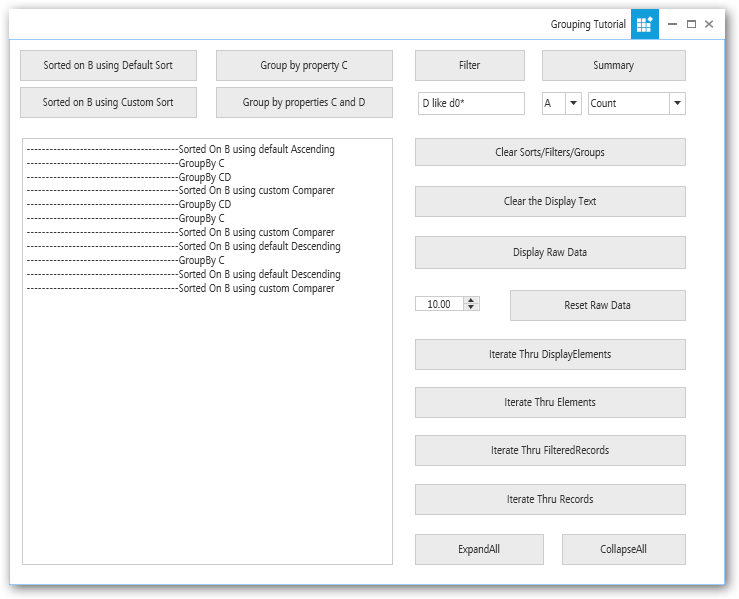 Grouping Tutorial
Sorted on B using Default Sort
Group by property C
Filter
Summary
Sorted on B using Custom Sort
Group by properties C and D
D like d0*
A
Count
---------------------------------------Sorted On B using default Ascending
---------------------------------------GroupBy C
---------------------------------------GroupBy CD
---------------------------------------Sorted On B using custom Comparer
---------------------------------------GroupBy CD
---------------------------------------GroupBy C
---------------------------------------Sorted On B using custom Comparer
---------------------------------------Sorted On B using default Descending
---------------------------------------GroupBy C
---------------------------------------Sorted On B using default Descending
---------------------------------------Sorted On B using custom Comparer
Clear Sorts/Filters/Groups
Clear the Display Text
Display Raw Data
10.00
Reset Raw Data
Iterate Thru DisplayElements
Iterate Thru Elements
Iterate Thru FilteredRecords
Iterate Thru Records
ExpandAll
CollapseAll